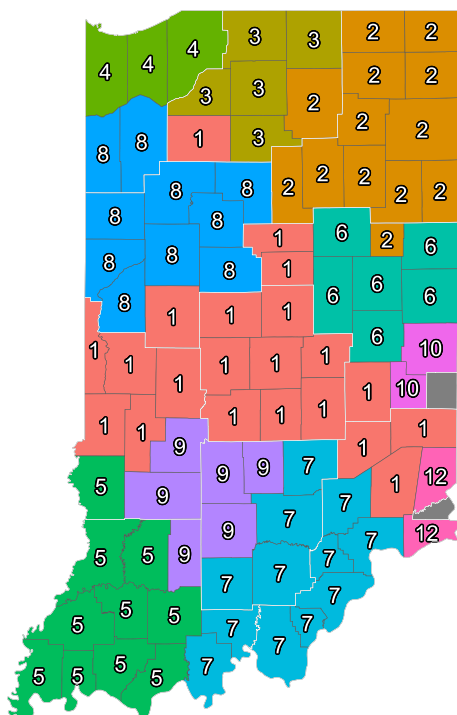 3 3 2 2
4 4 4
3 3 2 2 2
2 2
8 8 1 3
2 2 2 2 2
8 8 8
8 8
1 6 2 6
8 8 8 1
8 6 6 6
1 1 1
1 1 1 1 1 6 10
1 1 10
1 1 1 1 1 1
9 9 9 7 1 1 12
5 9 7
5 5 9 9 7 7 12
7 7 7
5 5 5 7 7
5 5 5 5 7 7 7